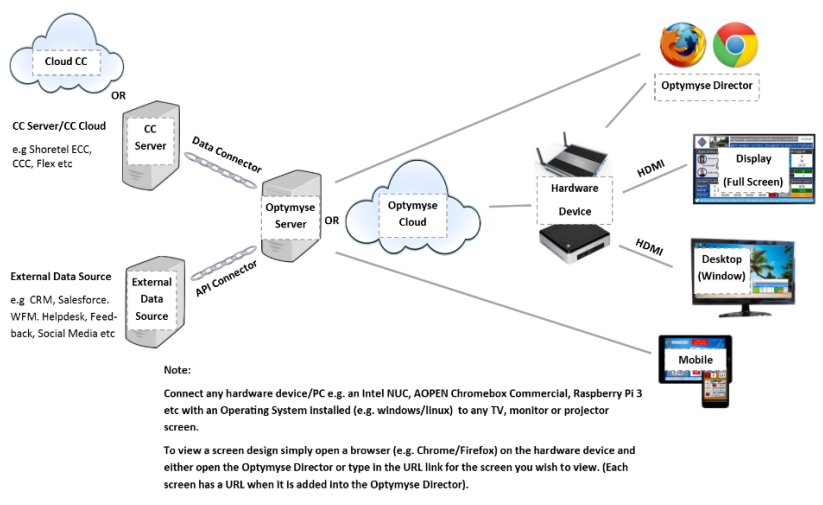 Cloud CC
OR
CC Server/CC Cloud
e.g Shoretel ECC,
CCC, Flex etc
CC
Server
Data Connector
Optymyse
Server
OR
Optymyse
Cloud
API Connector
External Data Source
e.g CRM, Salesforce.
WFM. Helpdesk, Feed-
back, Social Media etc
External
Data
Source
Optymyse Director
Hardware
Device
HDMI
Display
(Full Screen)
HDMI
Desktop
(Window)
Mobile
Note:
Connect any hardware device/PC e.g. an Intel NUC, AOPEN Chromebox Commercial, Raspberry Pi 3
etc with an Operating System installed (e.g. windows/linux) to any TV, monitor or projector
screen.
To view a screen design simply open a browser (e.g. Chrome/Firefox) on the hardware device and
either open the Optymyse Director or type in the URL link for the screen you wish to view. (Each
screen has a URL when it is added into the Optymyse Director).